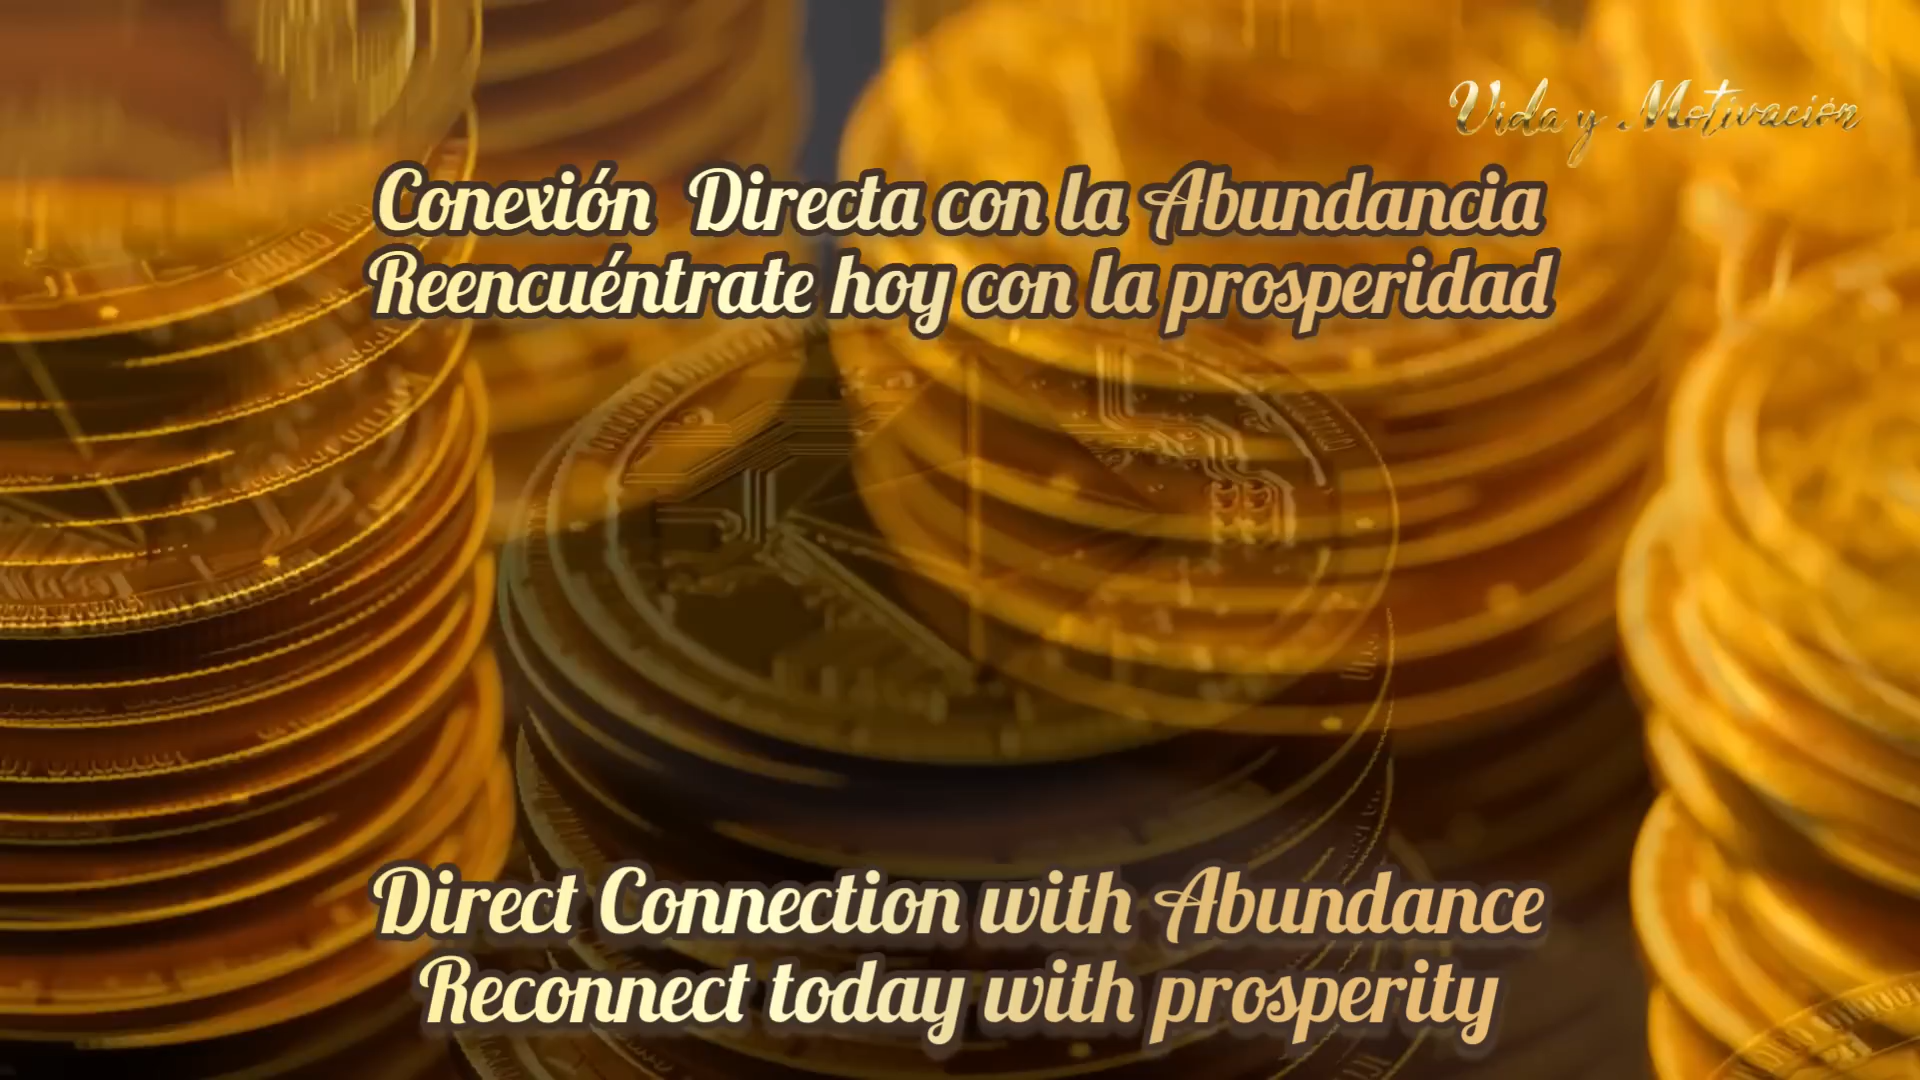 Vida y Motivación
Conexión Directa con la Abundancia
Reencuéntrate hoy con la prosperidad
Direct Connection with Abundance
Reconnect today with prosperity